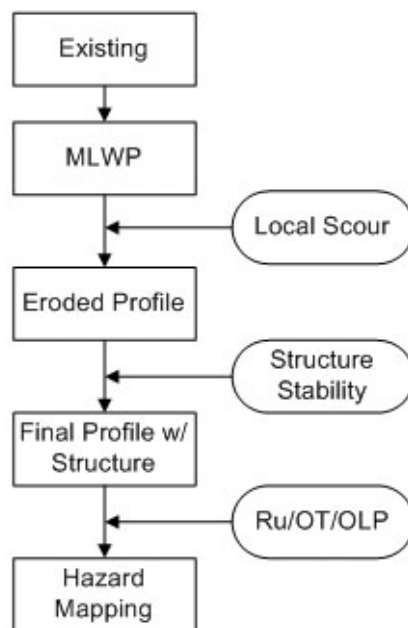 Existing
MLWP
Local Scour
Eroded Profile
Structure
Stability
Final Profile w/
Structure
Ru/OT/OLP
Hazard
Mapping